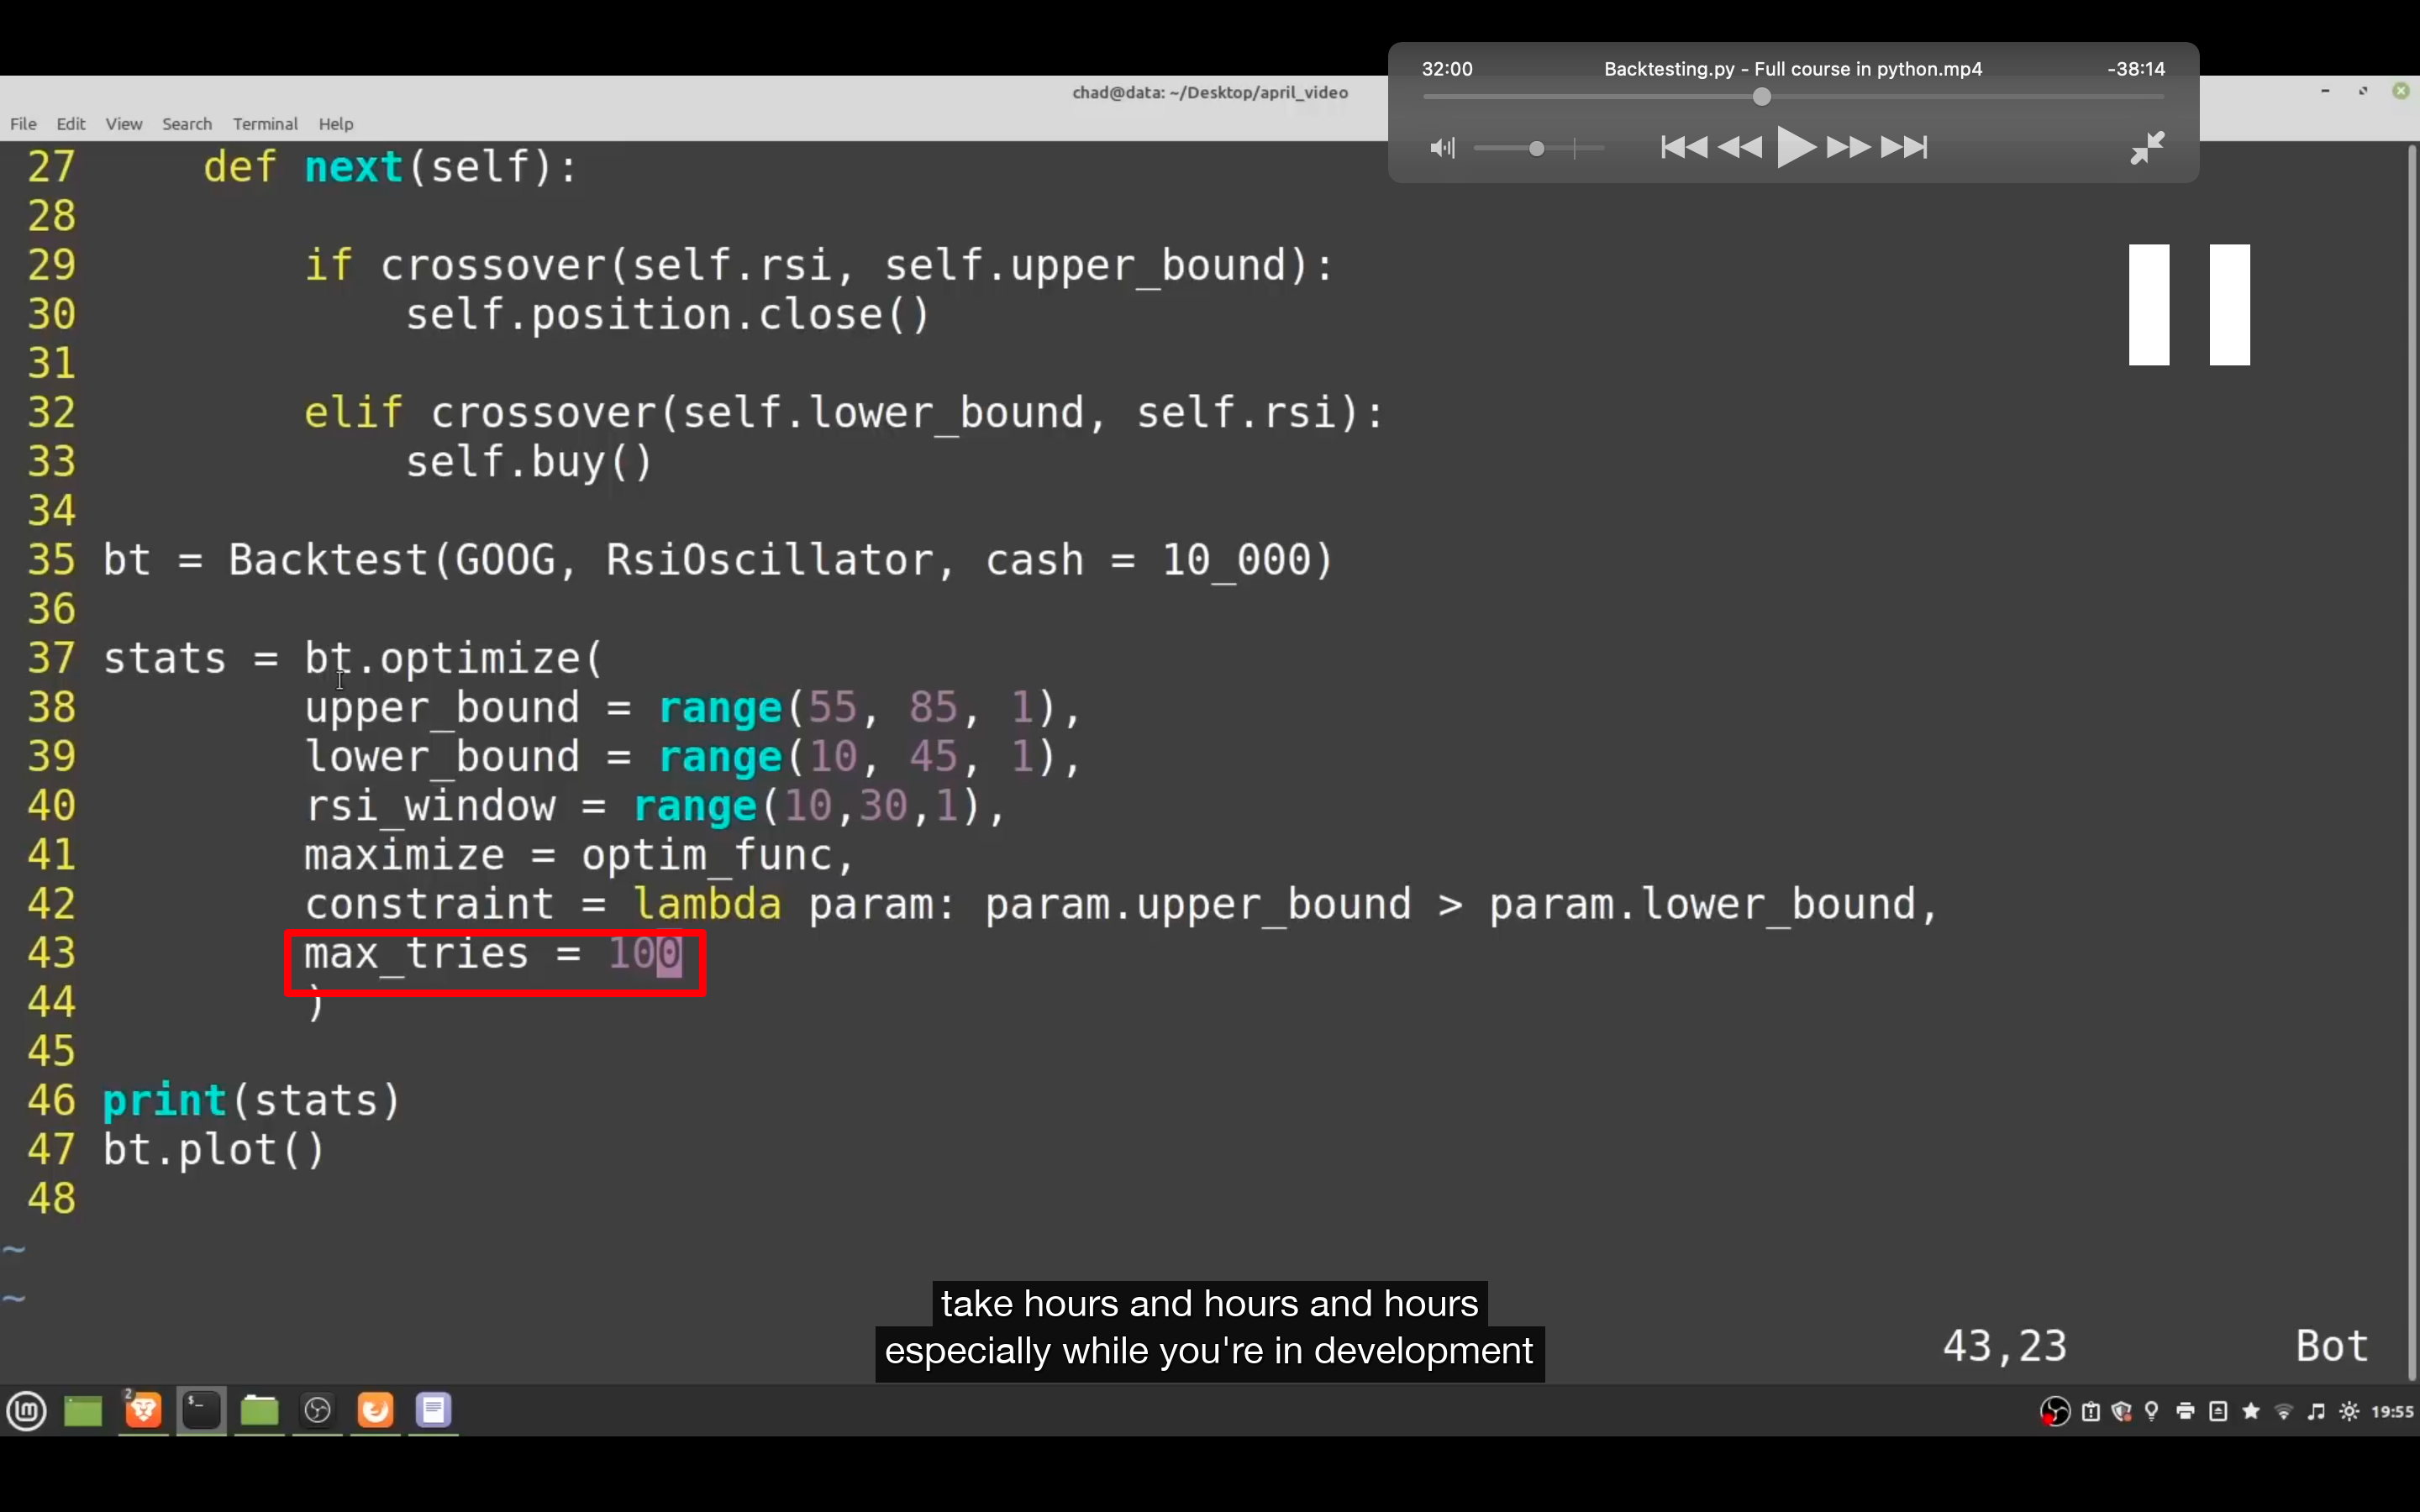 32:00 Backtesting.py - Full course in python.mp4 -38:14
chad@data: ~/Desktop/april_video
File Edit View Search Terminal Help
27     def next(self):
28
29         if crossover(self.rsi, self.upper_bound):
30             self.position.close()
31
32         elif crossover(self.lower_bound, self.rsi):
33             self.buy()
34
35 bt = Backtest(GOOG, RsiOscillator, cash = 10_000)
36
37 stats = bt.optimize(
38         upper_bound = range(55, 85, 1),
39         lower_bound = range(10, 45, 1),
40         rsi_window = range(10,30,1),
41         maximize = optim_func,
42         constraint = lambda param: param.upper_bound > param.lower_bound,
43         max_tries = 100
44         )
45
46 print(stats)
47 bt.plot()
48
~
~
take hours and hours and hours
especially while you're in development
43,23 Bot
2
$_
19:55